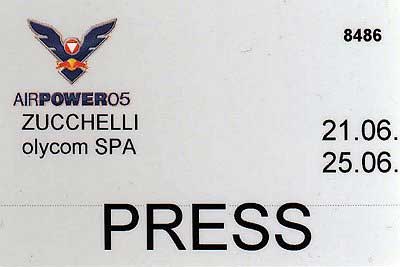 8486
AIRPOWER05
ZUCCHELLI
olycom SPA
21.06.
25.06.
PRESS